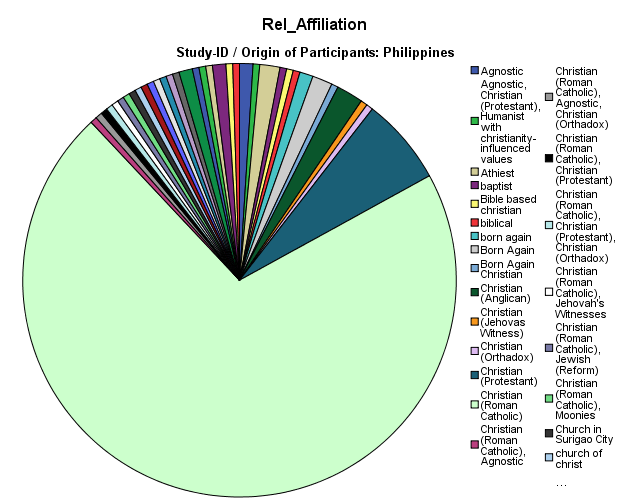 Rel_Affiliation
Study-ID / Origin of Participants: Philippines
Agnostic
Agnostic,
Christian
(Protestant),
Humanist
with
christianity-
influenced
values
Athiest
baptist
Bible based
christian
biblical
born again
Born Again
Born Again
Christian
Christian
(Anglican)
Christian
(Jehovas
Witness)
Christian
(Orthadox)
Christian
(Protestant)
Christian
(Roman
Catholic)
Christian
(Roman
Catholic),
Agnostic
Christian
(Roman
Catholic),
Agnostic,
Christian
(Orthadox)
Christian
(Roman
Catholic),
Christian
(Protestant)
Christian
(Roman
Catholic),
Christian
(Protestant),
Christian
(Orthadox)
Christian
(Roman
Catholic),
Jehovah's
Witnesses
Christian
(Roman
Catholic),
Jewish
(Reform)
Christian
(Roman
Catholic),
Moonies
Church in
Surigao City
church of
christ
...